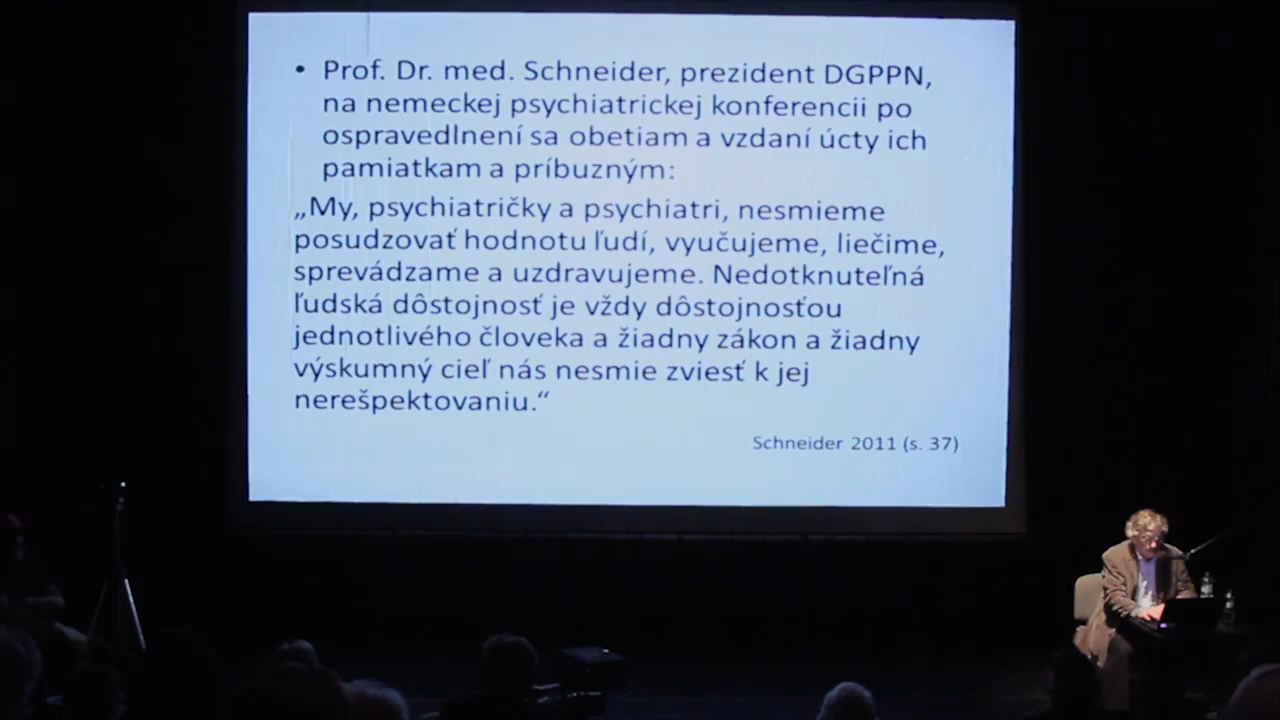 • Prof. Dr. med. Schneider, prezident DGPPN,
na nemeckej psychiatrickej konferencii po
ospravedlnení sa obetiam a vzdaní úcty ich
pamiatkam a príbuzným:
„My, psychiatričky a psychiatri, nesmieme
posudzovať hodnotu ľudí, vyučujeme, liečime,
sprevádzame a uzdravujeme. Nedotknuteľná
ľudská dôstojnosť je vždy dôstojnosťou
jednotlivého človeka a žiadny zákon a žiadny
výskumný cieľ nás nesmie zviesť k jej
nerešpektovaniu.“
Schneider 2011 (s. 37)